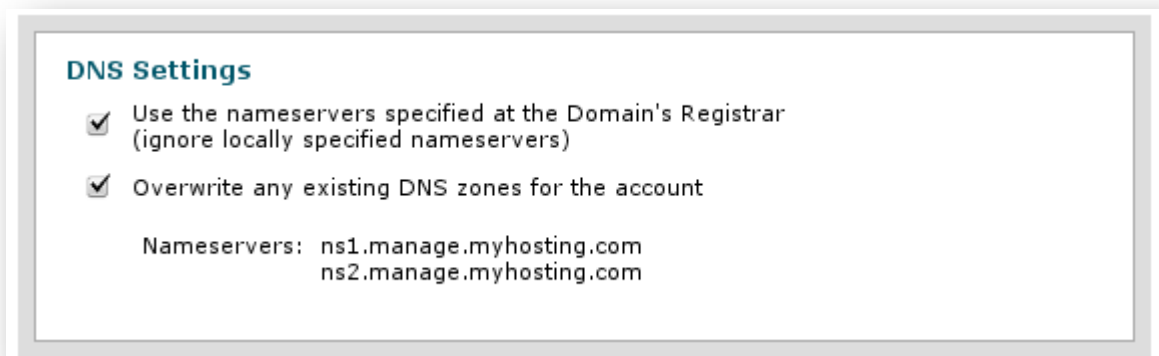 DNS Settings
Use the nameservers specified at the Domain's Registrar
(ignore locally specified nameservers)
Overwrite any existing DNS zones for the account
Nameservers: ns1.manage.myhosting.com
ns2.manage.myhosting.com